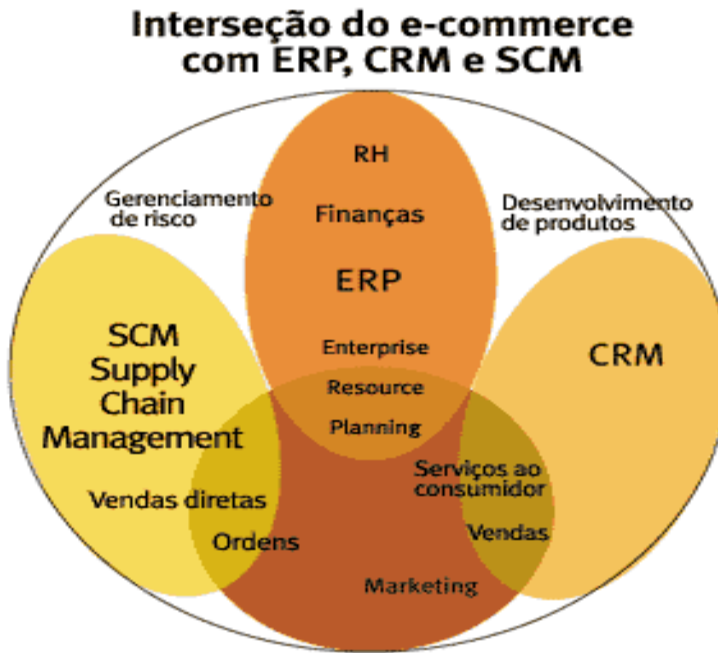 Interseção do e-commerce
com ERP, CRM e SCM
RH
Gerenciamento
de risco
Finanças
Desenvolvimento
de produtos
ERP
SCM
Supply
Chain
Management
Enterprise
Resource
Planning
CRM
Vendas diretas
Ordens
Serviços ao
consumidor
Vendas
Marketing